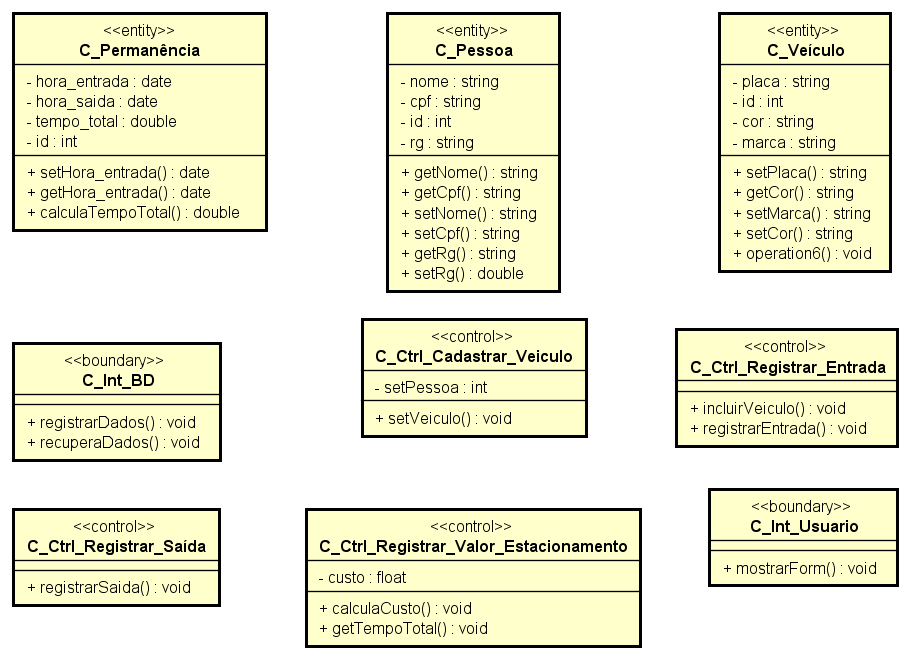 <<entity>>
C_Permanência
- hora_entrada : date
- hora_saida : date
- tempo_total : double
- id : int
+ setHora_entrada() : date
+ getHora_entrada() : date
+ calculaTempoTotal() : double
<<entity>>
C_Pessoa
- nome : string
- cpf : string
- id : int
- rg : string
+ getNome() : string
+ getCpf() : string
+ setNome() : string
+ setCpf() : string
+ getRg() : string
+ setRg() : double
<<entity>>
C_Veículo
- placa : string
- id : int
- cor : string
- marca : string
+ setPlaca() : string
+ getCor() : string
+ setMarca() : string
+ setCor() : string
+ operation6() : void
<<boundary>>
C_Int_BD
+ registrarDados() : void
+ recuperaDados() : void
<<control>>
C_Ctrl_Cadastrar_Veiculo
- setPessoa : int
+ setVeiculo() : void
<<control>>
C_Ctrl_Registrar_Entrada
+ incluirVeiculo() : void
+ registrarEntrada() : void
<<control>>
C_Ctrl_Registrar_Saída
+ registrarSaida() : void
<<control>>
C_Ctrl_Registrar_Valor_Estacionamento
- custo : float
+ calculaCusto() : void
+ getTempoTotal() : void
<<boundary>>
C_Int_Usuario
+ mostrarForm() : void